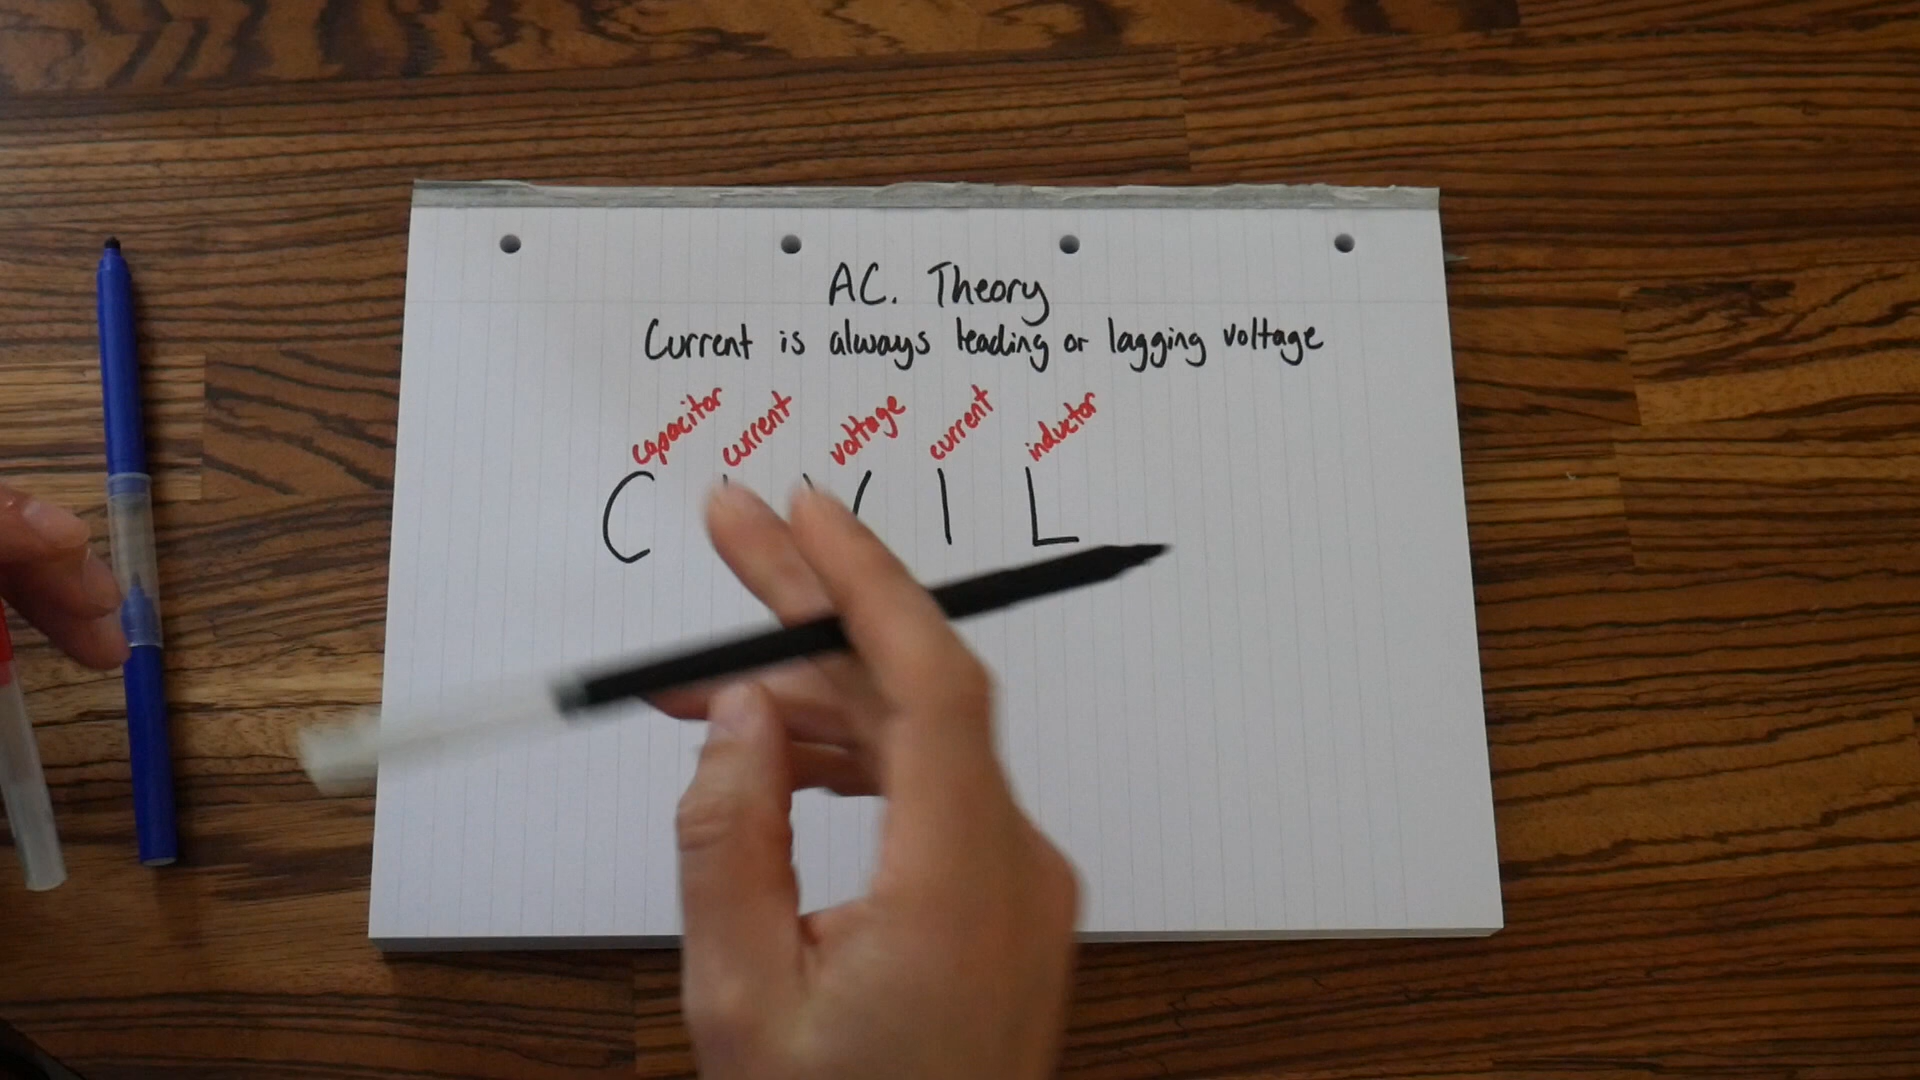 AC. Theory
Current is always leading or lagging voltage
capacitor current voltage current inductor
C V I L